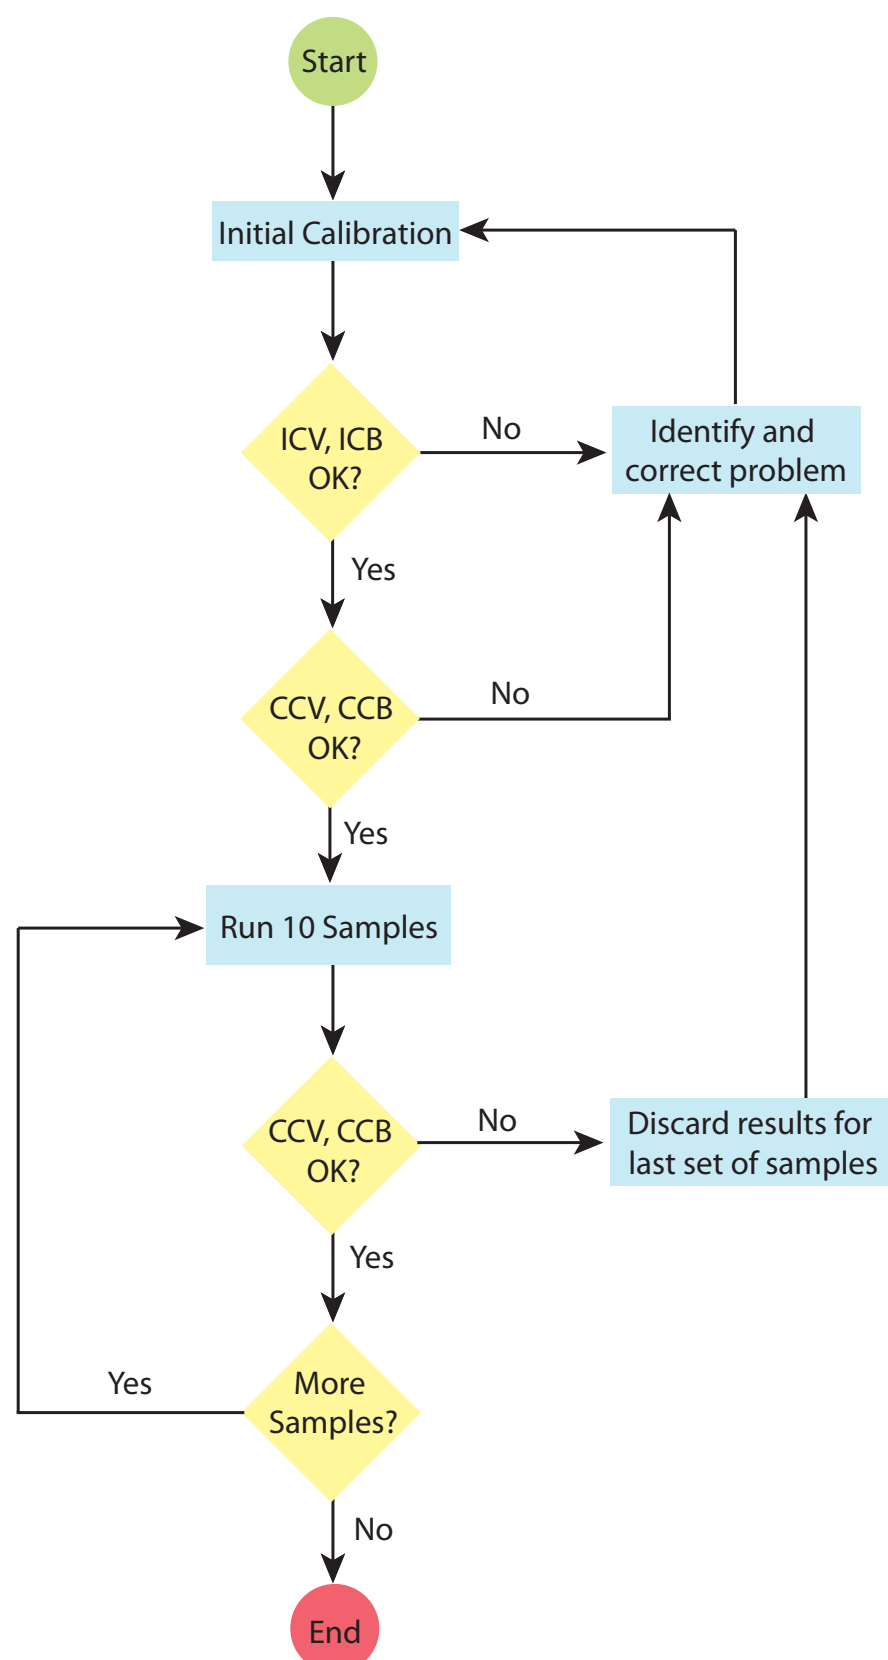 Start
Initial Calibration
ICV, ICB
OK?
No
Identify and
correct problem
Yes
CCV, CCB
OK?
No
Yes
Run 10 Samples
CCV, CCB
OK?
No
Discard results for
last set of samples
Yes
More
Samples?
Yes
No
End